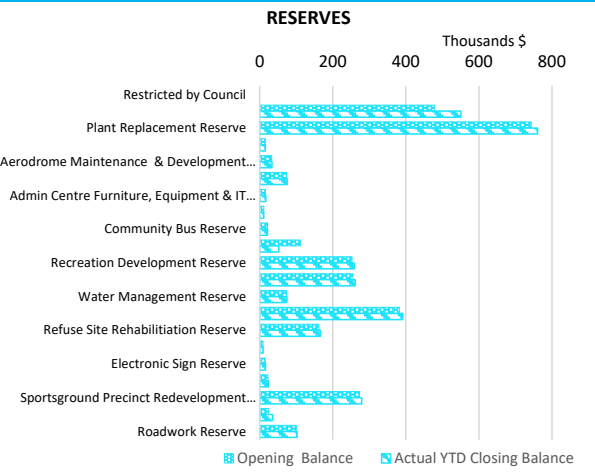 RESERVES
Thousands $
0 200 400 600 800
Restricted by Council
Plant Replacement Reserve
Aerodrome Maintenance & Development...
Admin Centre Furniture, Equipment & IT...
Community Bus Reserve
Recreation Development Reserve
Water Management Reserve
Refuse Site Rehabilitiation Reserve
Electronic Sign Reserve
Sportsground Precinct Redevelopment...
Roadwork Reserve
Opening Balance Actual YTD Closing Balance